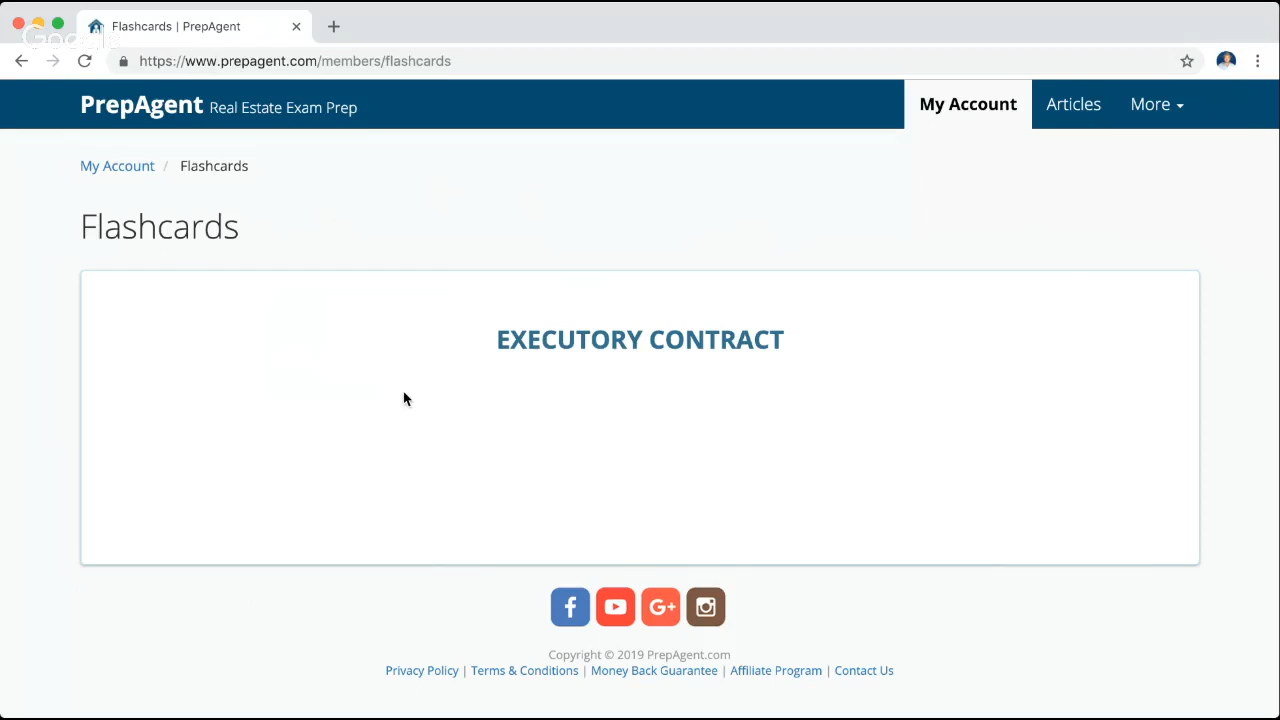 Flashcards | PrepAgent
https://www.prepagent.com/members/flashcards
PrepAgent Real Estate Exam Prep
My Account
Articles
More
My Account / Flashcards
Flashcards
EXECUTORY CONTRACT
Copyright © 2019 PrepAgent.com
Privacy Policy | Terms & Conditions | Money Back Guarantee | Affiliate Program | Contact Us